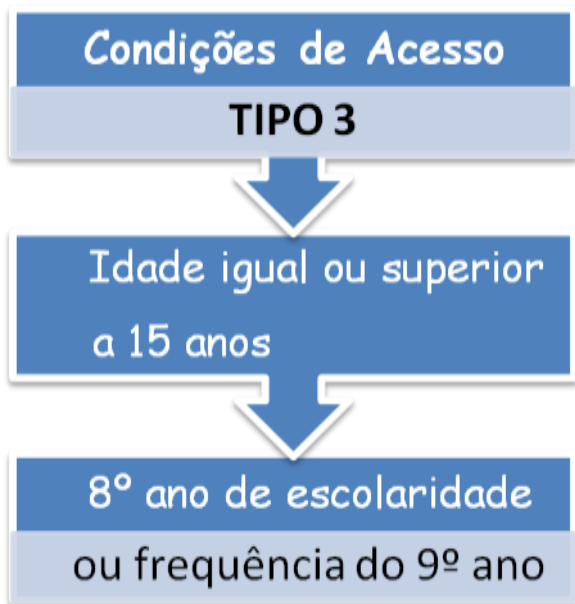 Condições de Acesso
TIPO 3
Idade igual ou superior
a 15 anos
8º ano de escolaridade
ou frequência do 9º ano